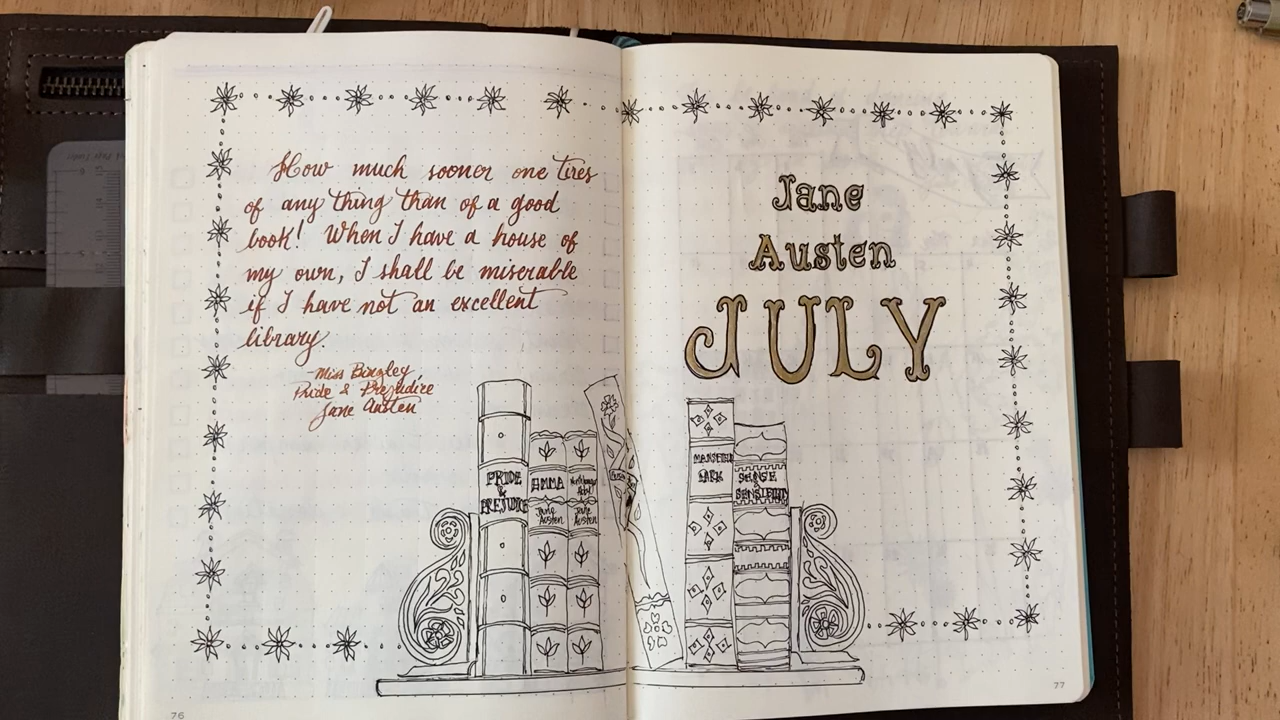 How much sooner one tires
of any thing than of a good
book! When I have a house of
my own, I shall be miserable
if I have not an excellent
library.
—Miss Bingley
Pride & Prejudice
Jane Austen
Jane
Austen
JULY
PRIDE
&
PREJUDICE
EMMA
Jane
Austen
Northanger
Abbey
Jane
Austen
MANSFIELD
PARK
SENSE
&
SENSIBILITY
76
77